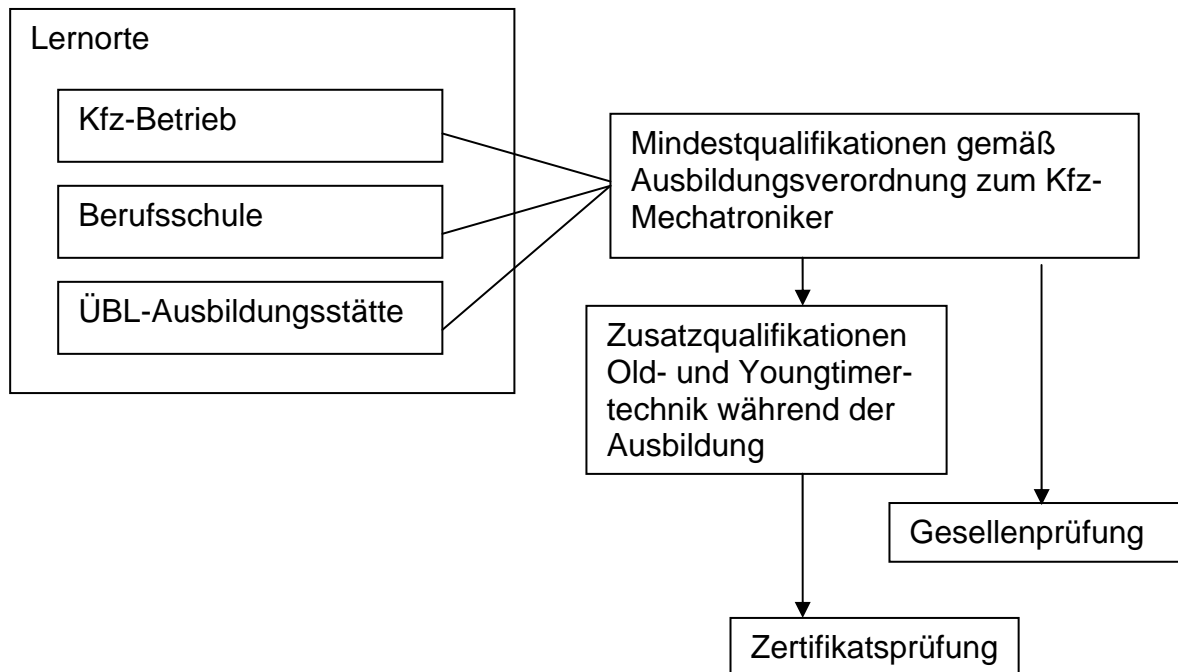 Lernorte
Kfz-Betrieb
Berufsschule
ÜBL-Ausbildungsstätte
Mindestqualifikationen gemäß
Ausbildungsverordnung zum Kfz-
Mechatroniker
Zusatzqualifikationen
Old- und Youngtimer-
technik während der
Ausbildung
Gesellenprüfung
Zertifikatsprüfung